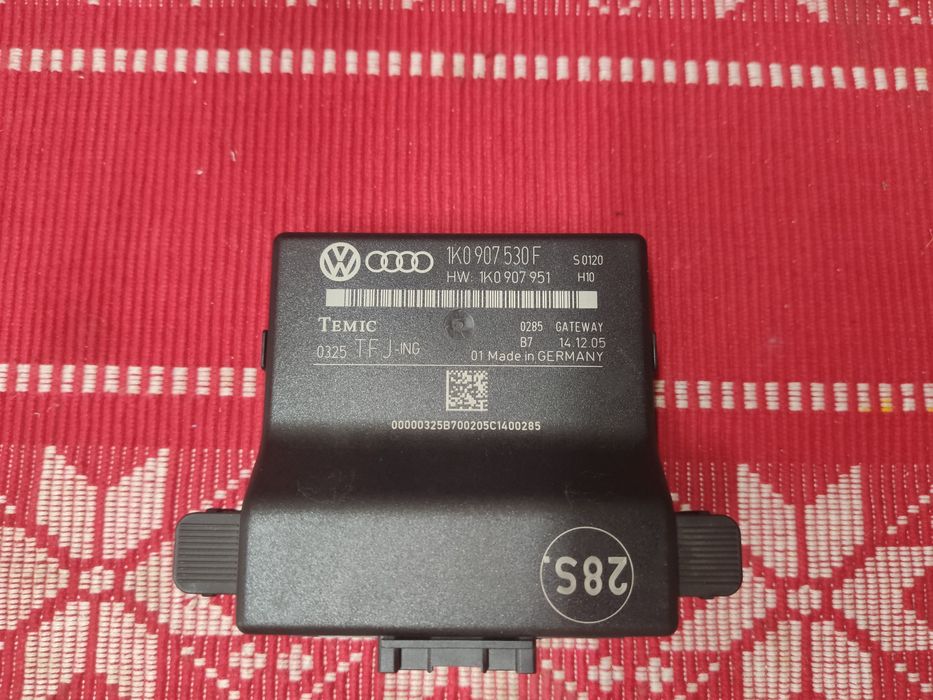 1K0 907 530 F S 0120
HW: 1K0 907 951 H10
TEMIC 0285 GATEWAY
B7 14.12.05
0325 TFJ-ING 01 Made in GERMANY
00000325B700205C1400285
28S.